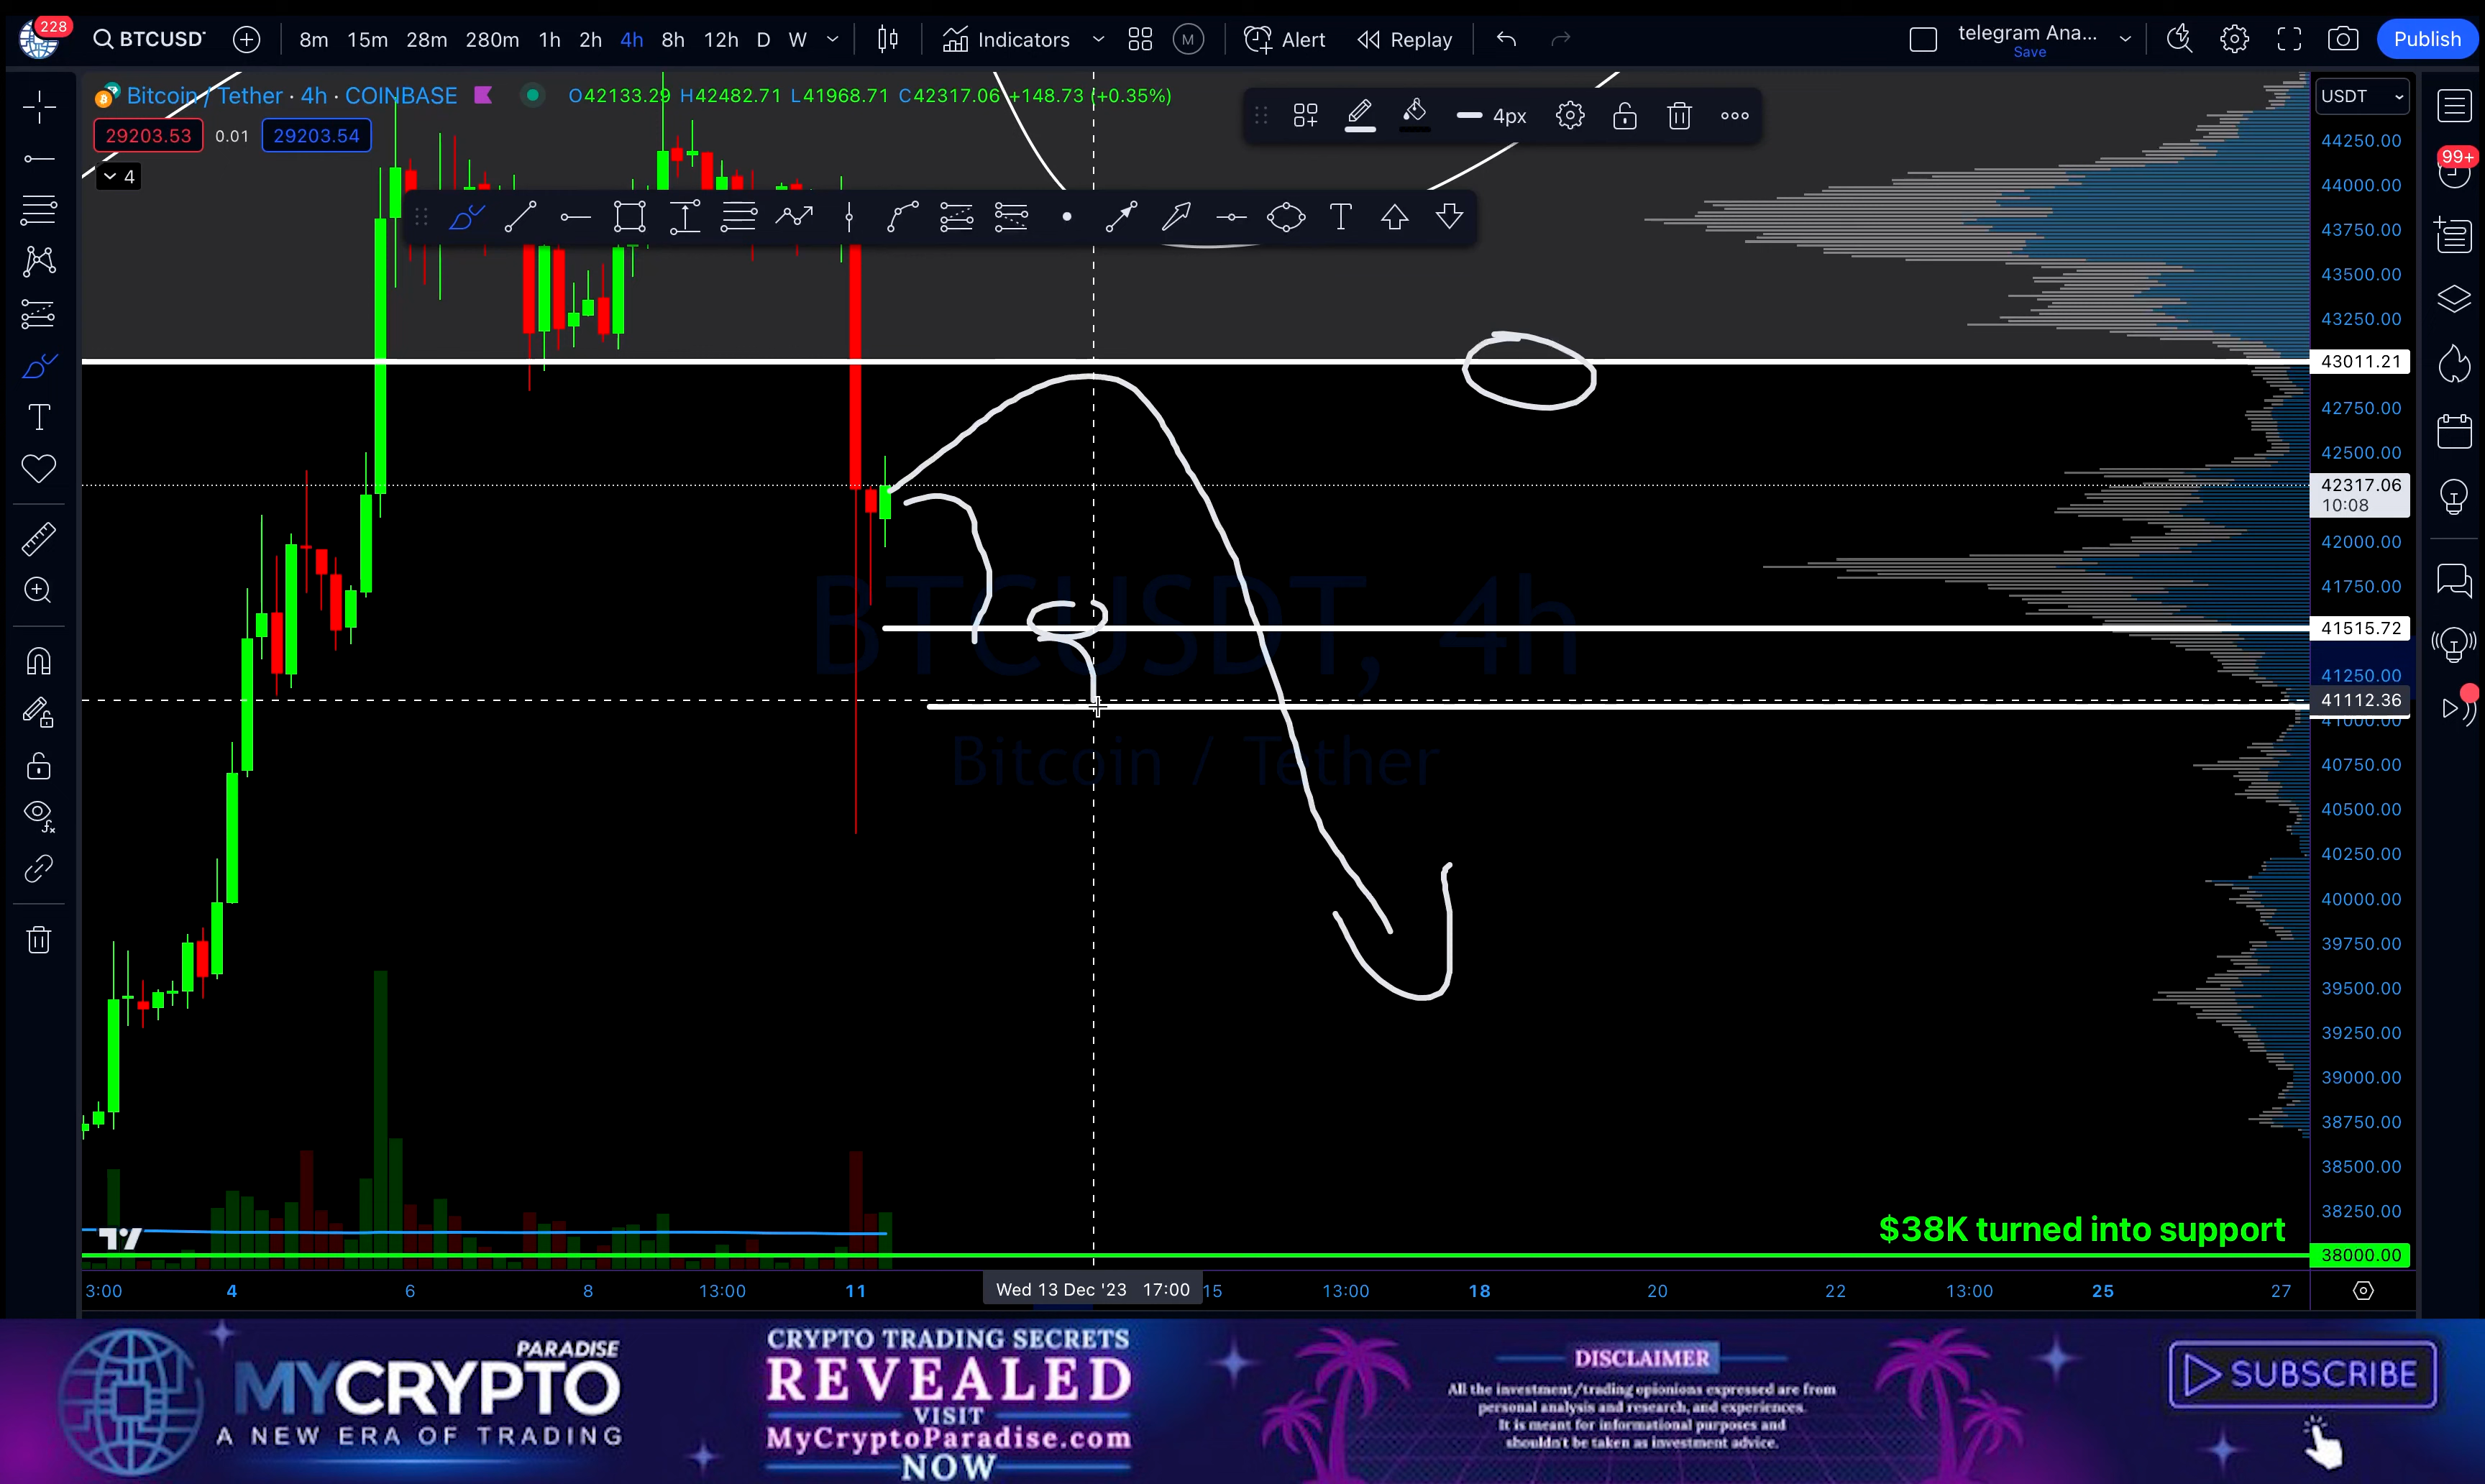 228
BTCUSD
8m 15m 28m 280m 1h 2h 4h 8h 12h D W
Indicators
M
Alert
Replay
telegram Ana...
Save
Publish
Bitcoin / Tether · 4h · COINBASE
O42133.29 H42482.71 L41968.71 C42317.06 +148.73 (+0.35%)
29203.53 0.01 29203.54
4
4px
USDT
99+
44250.00
44000.00
43750.00
43500.00
43250.00
43011.21
42750.00
42500.00
42317.06
10:08
42000.00
41750.00
41515.72
41250.00
41112.36
41000.00
40750.00
40500.00
40250.00
40000.00
39750.00
39500.00
39250.00
39000.00
38750.00
38500.00
38250.00
38000.00
BTCUSDT, 4h
Bitcoin / Tether
$38K turned into support
3:00 4 6 8 13:00 11 Wed 13 Dec '23 17:00 15 13:00 18 20 22 13:00 25 27
PARADISE
MYCRYPTO
A NEW ERA OF TRADING
CRYPTO TRADING SECRETS
REVEALED
VISIT
MyCryptoParadise.com
NOW
DISCLAIMER
All the investment/trading opionions expressed are from
personal analysis and research, and experiences.
It is meant for informational purposes and
shouldn't be taken as investment advice.
SUBSCRIBE